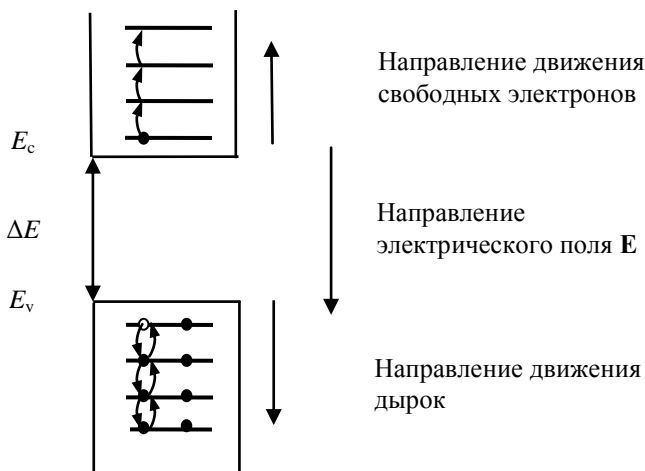 Направление движения
свободных электронов
E_c
Направление
электрического поля E
ΔE
E_v
Направление движения
дырок